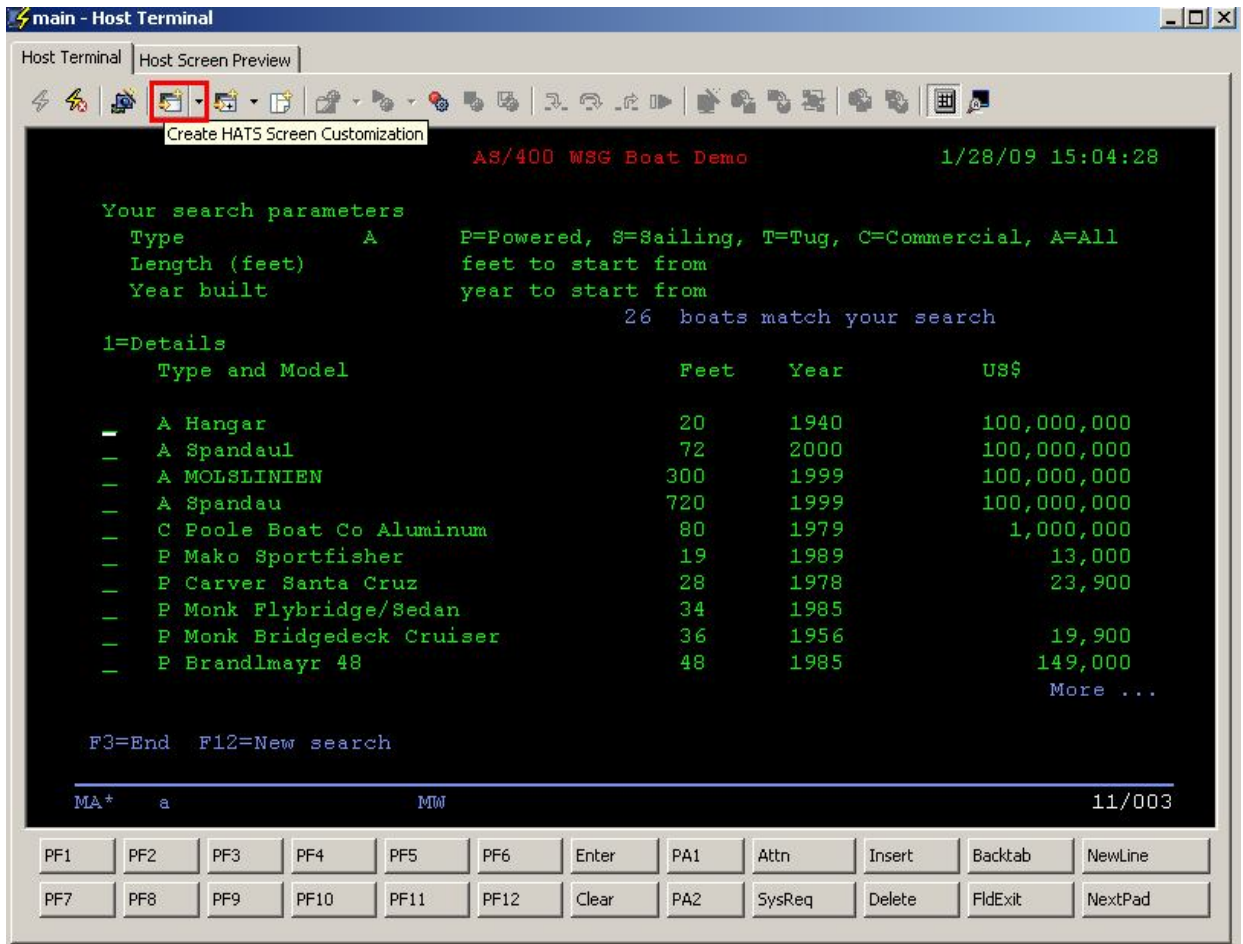 main - Host Terminal
Host Terminal Host Screen Preview
Create HATS Screen Customization
AS/400 WSG Boat Demo 1/28/09 15:04:28
Your search parameters
Type A P=Powered, S=Sailing, T=Tug, C=Commercial, A=All
Length (feet) feet to start from
Year built year to start from
26 boats match your search
1=Details
Type and Model Feet Year US$
_ A Hangar 20 1940 100,000,000
_ A Spandau1 72 2000 100,000,000
_ A MOLSLINIEN 300 1999 100,000,000
_ A Spandau 720 1999 100,000,000
_ C Poole Boat Co Aluminum 80 1979 1,000,000
_ P Mako Sportfisher 19 1989 13,000
_ P Carver Santa Cruz 28 1978 23,900
_ P Monk Flybridge/Sedan 34 1985
_ P Monk Bridgedeck Cruiser 36 1956 19,900
_ P Brandlmayr 48 48 1985 149,000
More ...
F3=End F12=New search
MA* a MW 11/003
PF1 PF2 PF3 PF4 PF5 PF6 Enter PA1 Attn Insert Backtab NewLine
PF7 PF8 PF9 PF10 PF11 PF12 Clear PA2 SysReq Delete FldExit NextPad